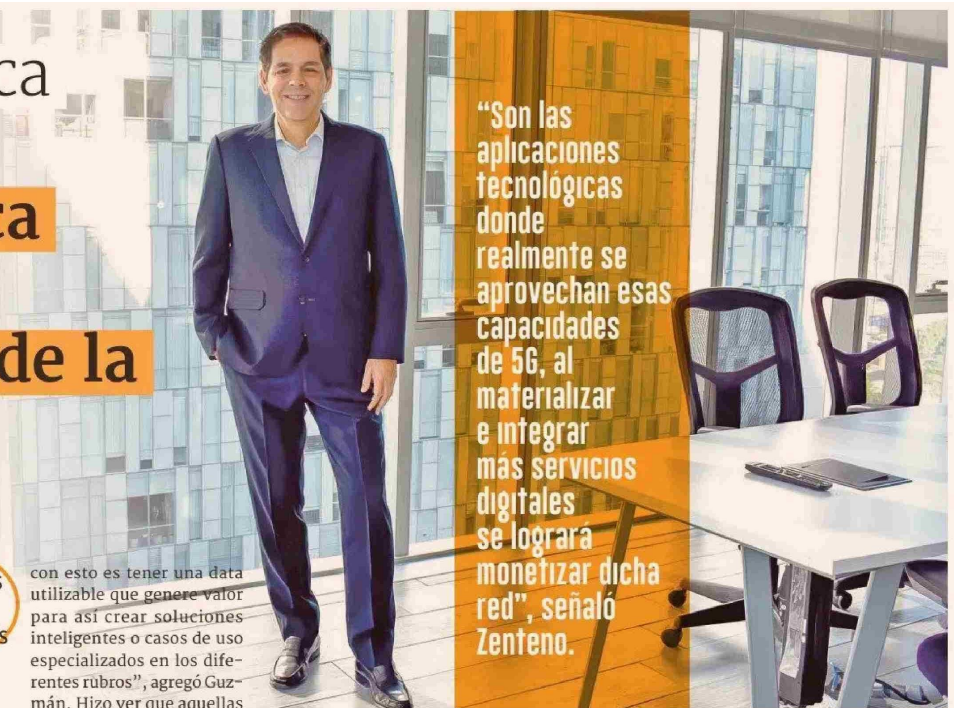 ca
ca
de la
S
S
con esto es tener una data
utilizable que genere valor
para así crear soluciones
inteligentes o casos de uso
especializados en los dife-
rentes rubros”, agregó Guz-
mán. Hizo ver que aquellas
“Son las
aplicaciones
tecnológicas
donde
realmente se
aprovechan esas
capacidades
de 5G, al
materializar
e integrar
más servicios
digitales
se logrará
monetizar dicha
red”, señaló
Zenteno.